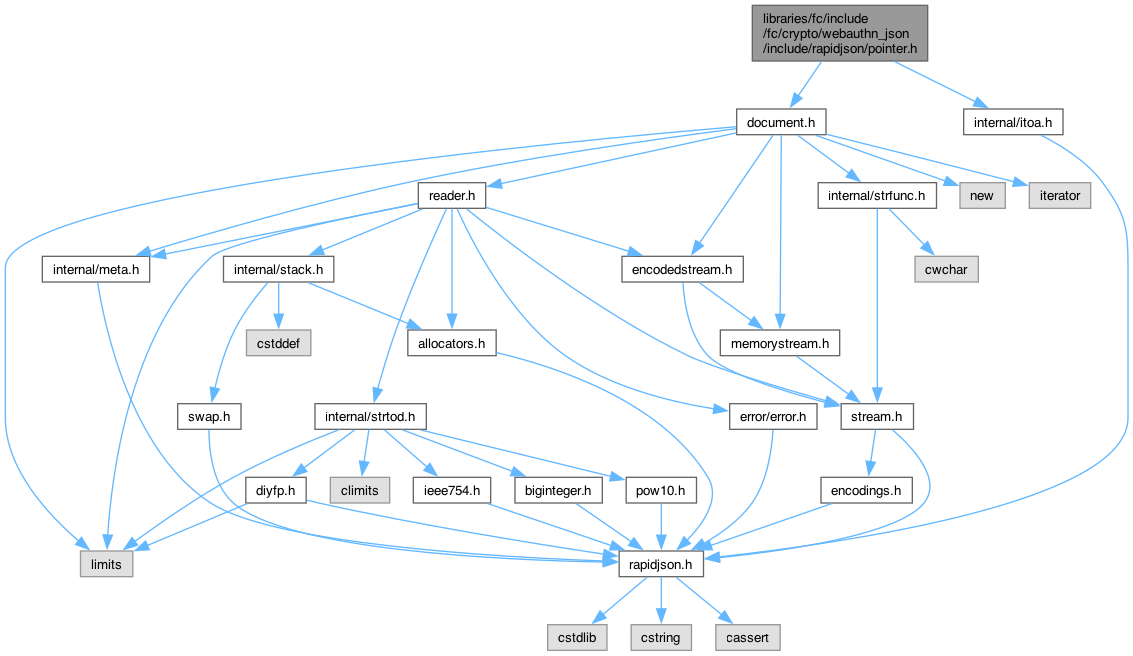 libraries/fc/include
/fc/crypto/webauthn_json
/include/rapidjson/pointer.h
document.h
internal/itoa.h
reader.h
internal/strfunc.h
new
iterator
internal/meta.h
internal/stack.h
encodedstream.h
cwchar
cstddef
allocators.h
memorystream.h
swap.h
internal/strtod.h
error/error.h
stream.h
diyfp.h
climits
ieee754.h
biginteger.h
pow10.h
encodings.h
limits
rapidjson.h
cstdlib
cstring
cassert